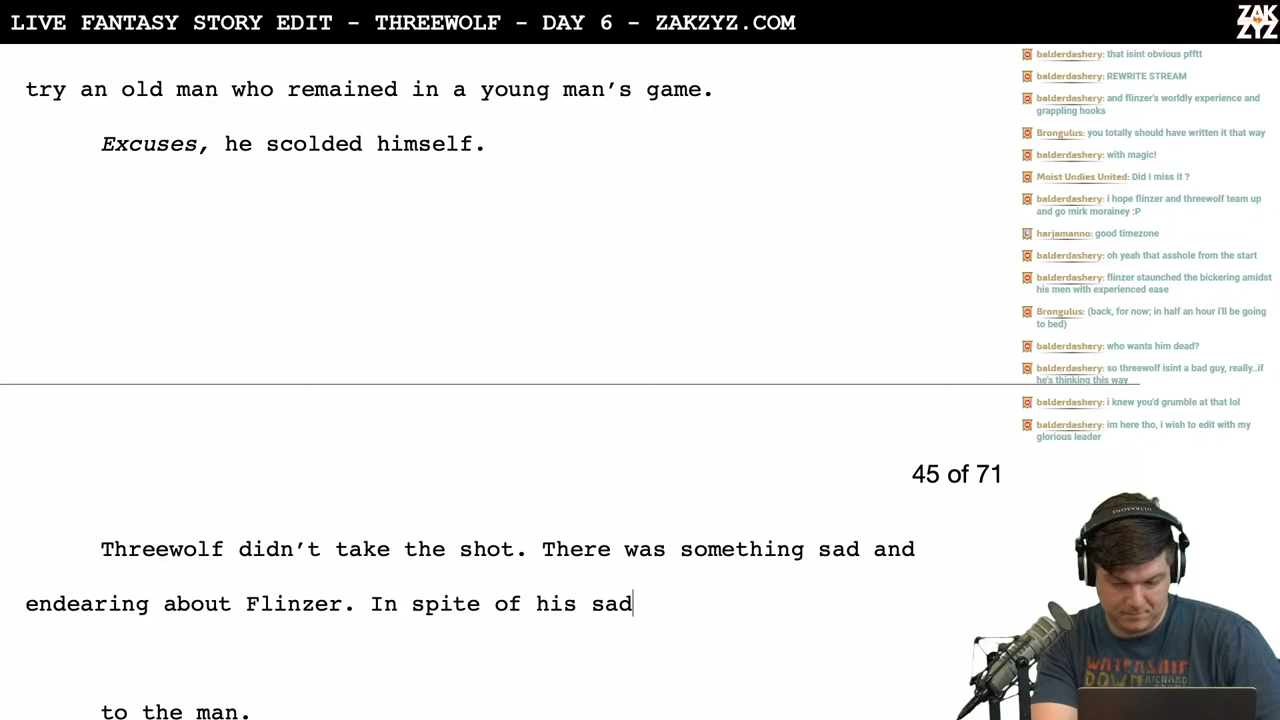 LIVE FANTASY STORY EDIT - THREEWOLF - DAY 6 - ZAKZYZ.COM
ZAK
ZYZ
try an old man who remained in a young man’s game.
Excuses, he scolded himself.
45 of 71
Threewolf didn’t take the shot. There was something sad and
endearing about Flinzer. In spite of his sad
to the man.
balderdashery: that isint obvious pfftt
balderdashery: REWRITE STREAM
balderdashery: and flinzer's worldly experience and
grappling hooks
Brongulus: you totally should have written it that way
balderdashery: with magic!
Moist Undies United: Did I miss it ?
balderdashery: i hope flinzer and threewolf team up
and go mirk morainey :P
harjamanno: good timezone
balderdashery: oh yeah that asshole from the start
balderdashery: flinzer staunched the bickering amidst
his men with experienced ease
Brongulus: (back, for now; in half an hour i'll be going
to bed)
balderdashery: who wants him dead?
balderdashery: so threewolf isint a bad guy, really..if
he's thinking this way
balderdashery: i knew you'd grumble at that lol
balderdashery: im here tho, i wish to edit with my
glorious leader
ULTRASONE
WATERSHIP
DOWN
RICHARD